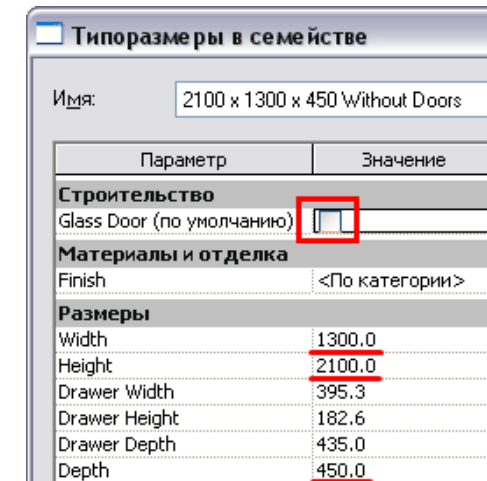 Типоразмеры в семействе
Имя: 2100 x 1300 x 450 Without Doors
Параметр Значение
Строительство
Glass Door (по умолчанию)
Материалы и отделка
Finish <По категории>
Размеры
Width 1300.0
Height 2100.0
Drawer Width 395.3
Drawer Height 182.6
Drawer Depth 435.0
Depth 450.0